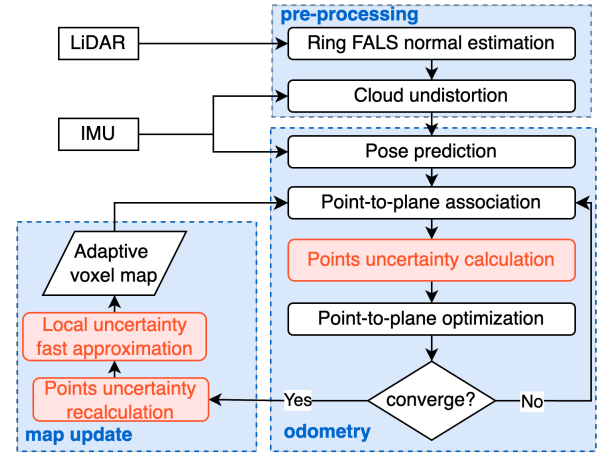 pre-processing
LiDAR
Ring FALS normal estimation
Cloud undistortion
IMU
Pose prediction
Point-to-plane association
Adaptive
voxel map
Points uncertainty calculation
Local uncertainty
fast approximation
Point-to-plane optimization
Points uncertainty
recalculation
Yes
converge?
No
map update
odometry